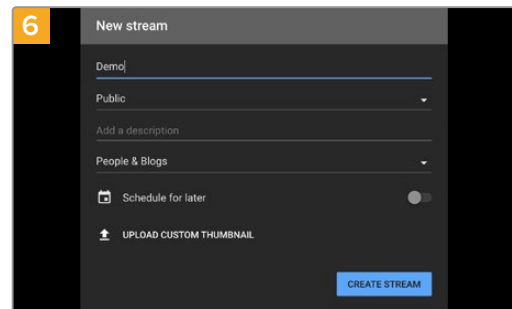 6
New stream
Demo
Public
Add a description
People & Blogs
Schedule for later
UPLOAD CUSTOM THUMBNAIL
CREATE STREAM